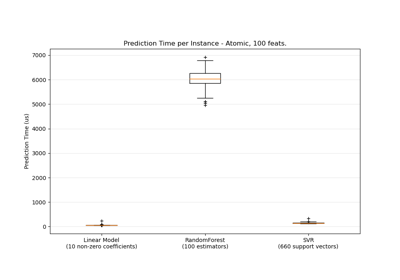 Prediction Time per Instance - Atomic, 100 feats.
7000
6000
5000
4000
3000
2000
1000
0
Prediction Time (us)
Linear Model
(10 non-zero coefficients)
RandomForest
(100 estimators)
SVR
(660 support vectors)